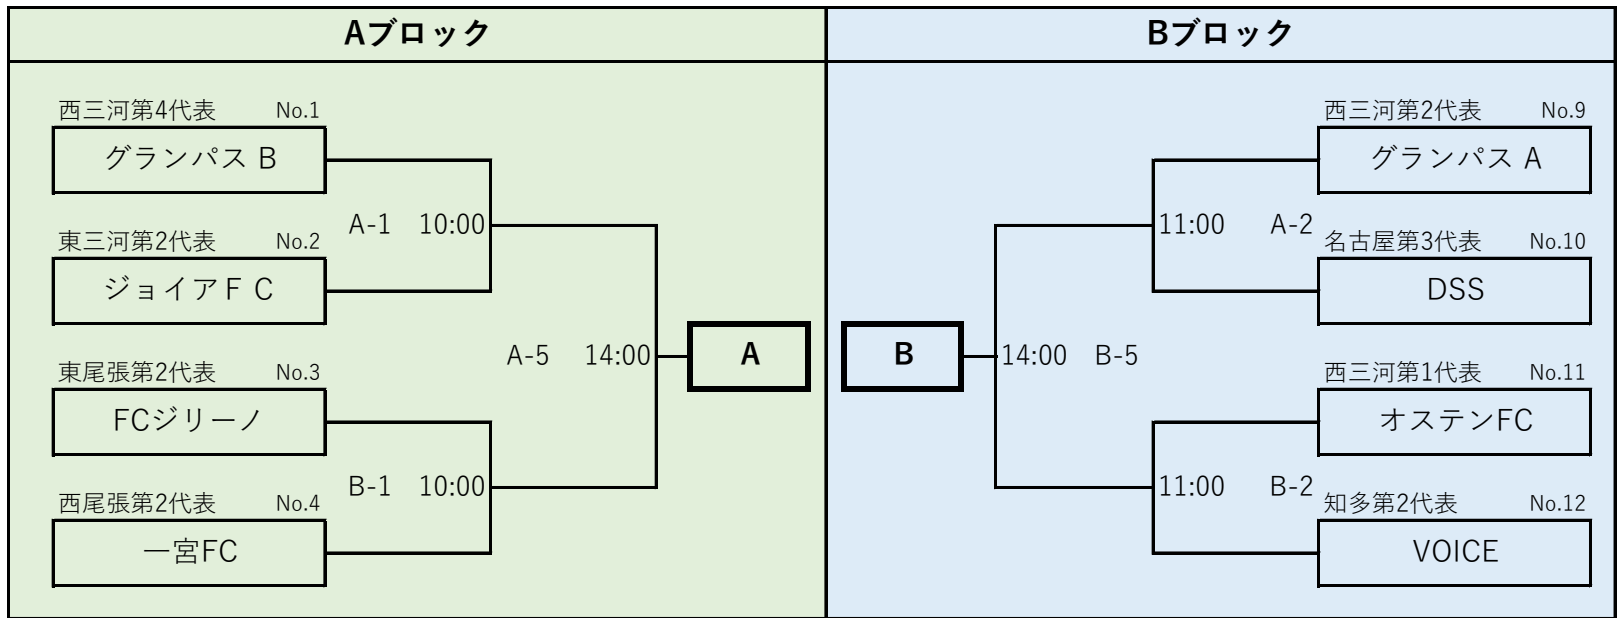 Aブロック
Bブロック
西三河第4代表 No.1
グランパス B
A-1 10:00
東三河第2代表 No.2
ジョイアF C
A-5 14:00
A
東尾張第2代表 No.3
FCジリーノ
B-1 10:00
西尾張第2代表 No.4
一宮FC
西三河第2代表 No.9
グランパス A
11:00 A-2
名古屋第3代表 No.10
DSS
B
14:00 B-5
西三河第1代表 No.11
オステンFC
11:00 B-2
知多第2代表 No.12
VOICE